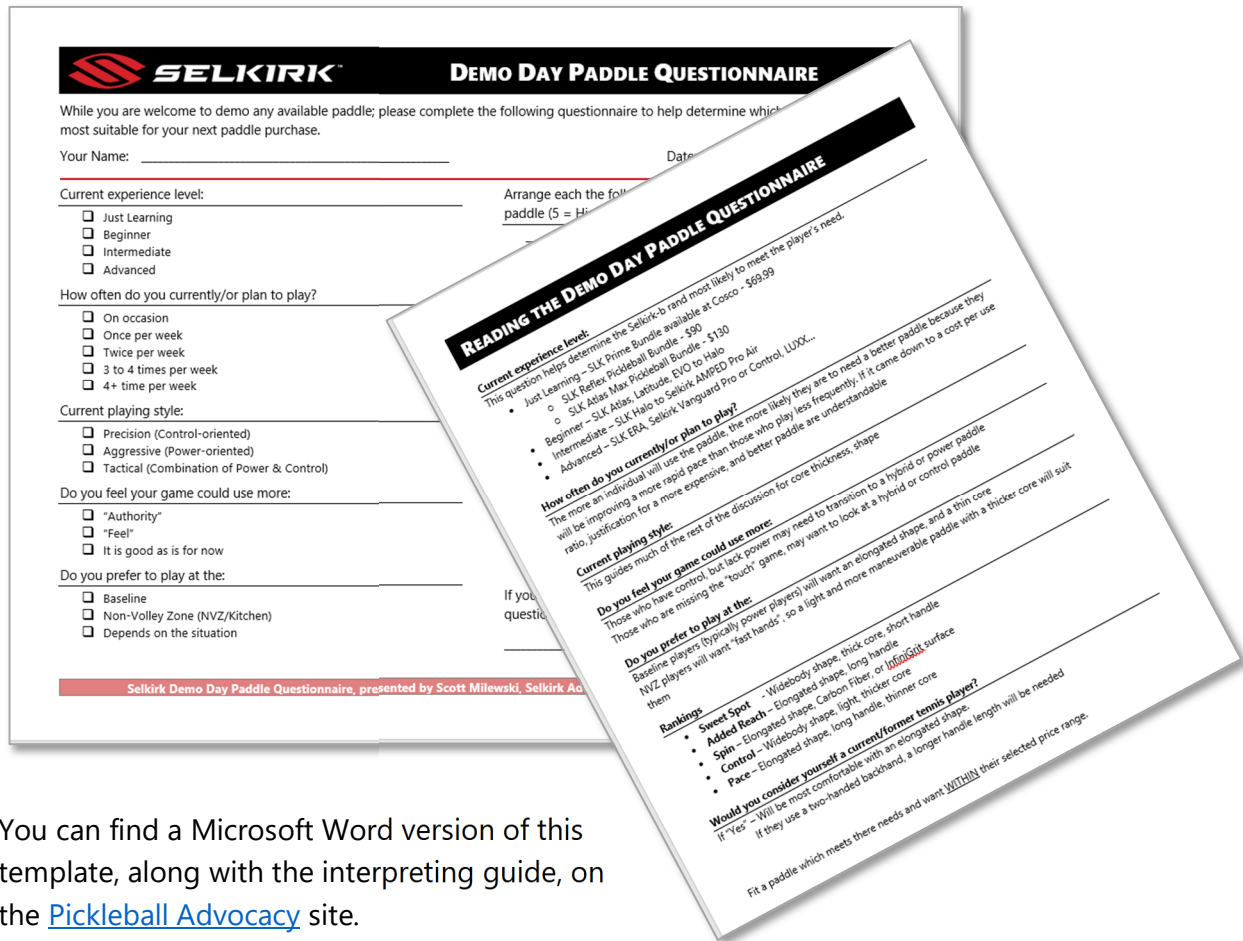 SELKIRK™
DEMO DAY PADDLE QUESTIONNAIRE
While you are welcome to demo any available paddle; please complete the following questionnaire to help determine which
most suitable for your next paddle purchase.
Your Name:
Date
Current experience level:
Just Learning
Beginner
Intermediate
Advanced
How often do you currently/or plan to play?
On occasion
Once per week
Twice per week
3 to 4 times per week
4+ time per week
Current playing style:
Precision (Control-oriented)
Aggressive (Power-oriented)
Tactical (Combination of Power & Control)
Do you feel your game could use more:
"Authority"
"Feel"
It is good as is for now
Do you prefer to play at the:
Baseline
Non-Volley Zone (NVZ/Kitchen)
Depends on the situation
Arrange each the
paddle (5 =
If you
Selkirk Demo Day Paddle Questionnaire, presented by Scott Milewski, Selkirk
READING THE DEMO DAY PADDLE QUESTIONNAIRE
Current experience level:
This question helps determine the Selkirk-b rand most likely to meet the player's need.
• Just Learning – SLK Prime Bundle available at Cosco - $69.99
o SLK Reflex Pickleball Bundle - $90
o SLK Atlas Max Pickleball Bundle - $130
• Beginner – SLK Atlas, Latitude, EVO to Halo
• Intermediate – SLK Halo to Selkirk AMPED Pro Air
• Advanced – SLK ERA, Selkirk Vanguard Pro or Control, LUXX...
How often do you currently/or plan to play?
The more an individual will use the paddle, the more likely they are to need a better paddle because they
will be improving a more rapid pace than those who play less frequently. If it came down to a cost per use
ratio, justification for a more expensive, and better paddle are understandable
Current playing style:
This guides much of the rest of the discussion for core thickness, shape
Do you feel your game could use more:
Those who have control, but lack power may need to transition to a hybrid or power paddle
Those who are missing the "touch" game, may want to look at a hybrid or control paddle
Do you prefer to play at the:
Baseline players (typically power players) will want an elongated shape, and a thin core
NVZ players will want "fast hands", so a light and more maneuverable paddle with a thicker core will suit
them
Rankings
• Sweet Spot - Widebody shape, thick core, short handle
• Added Reach – Elongated shape, long handle
• Spin – Elongated shape, Carbon Fiber, or InfiniGrit surface
• Control – Widebody shape, light, thicker core
• Pace – Elongated shape, long handle, thinner core
Would you consider yourself a current/former tennis player?
If "Yes" – Will be most comfortable with an elongated shape.
If they use a two-handed backhand, a longer handle length will be needed
Fit a paddle which meets there needs and want WITHIN their selected price range.
You can find a Microsoft Word version of this
template, along with the interpreting guide, on
the Pickleball Advocacy site.